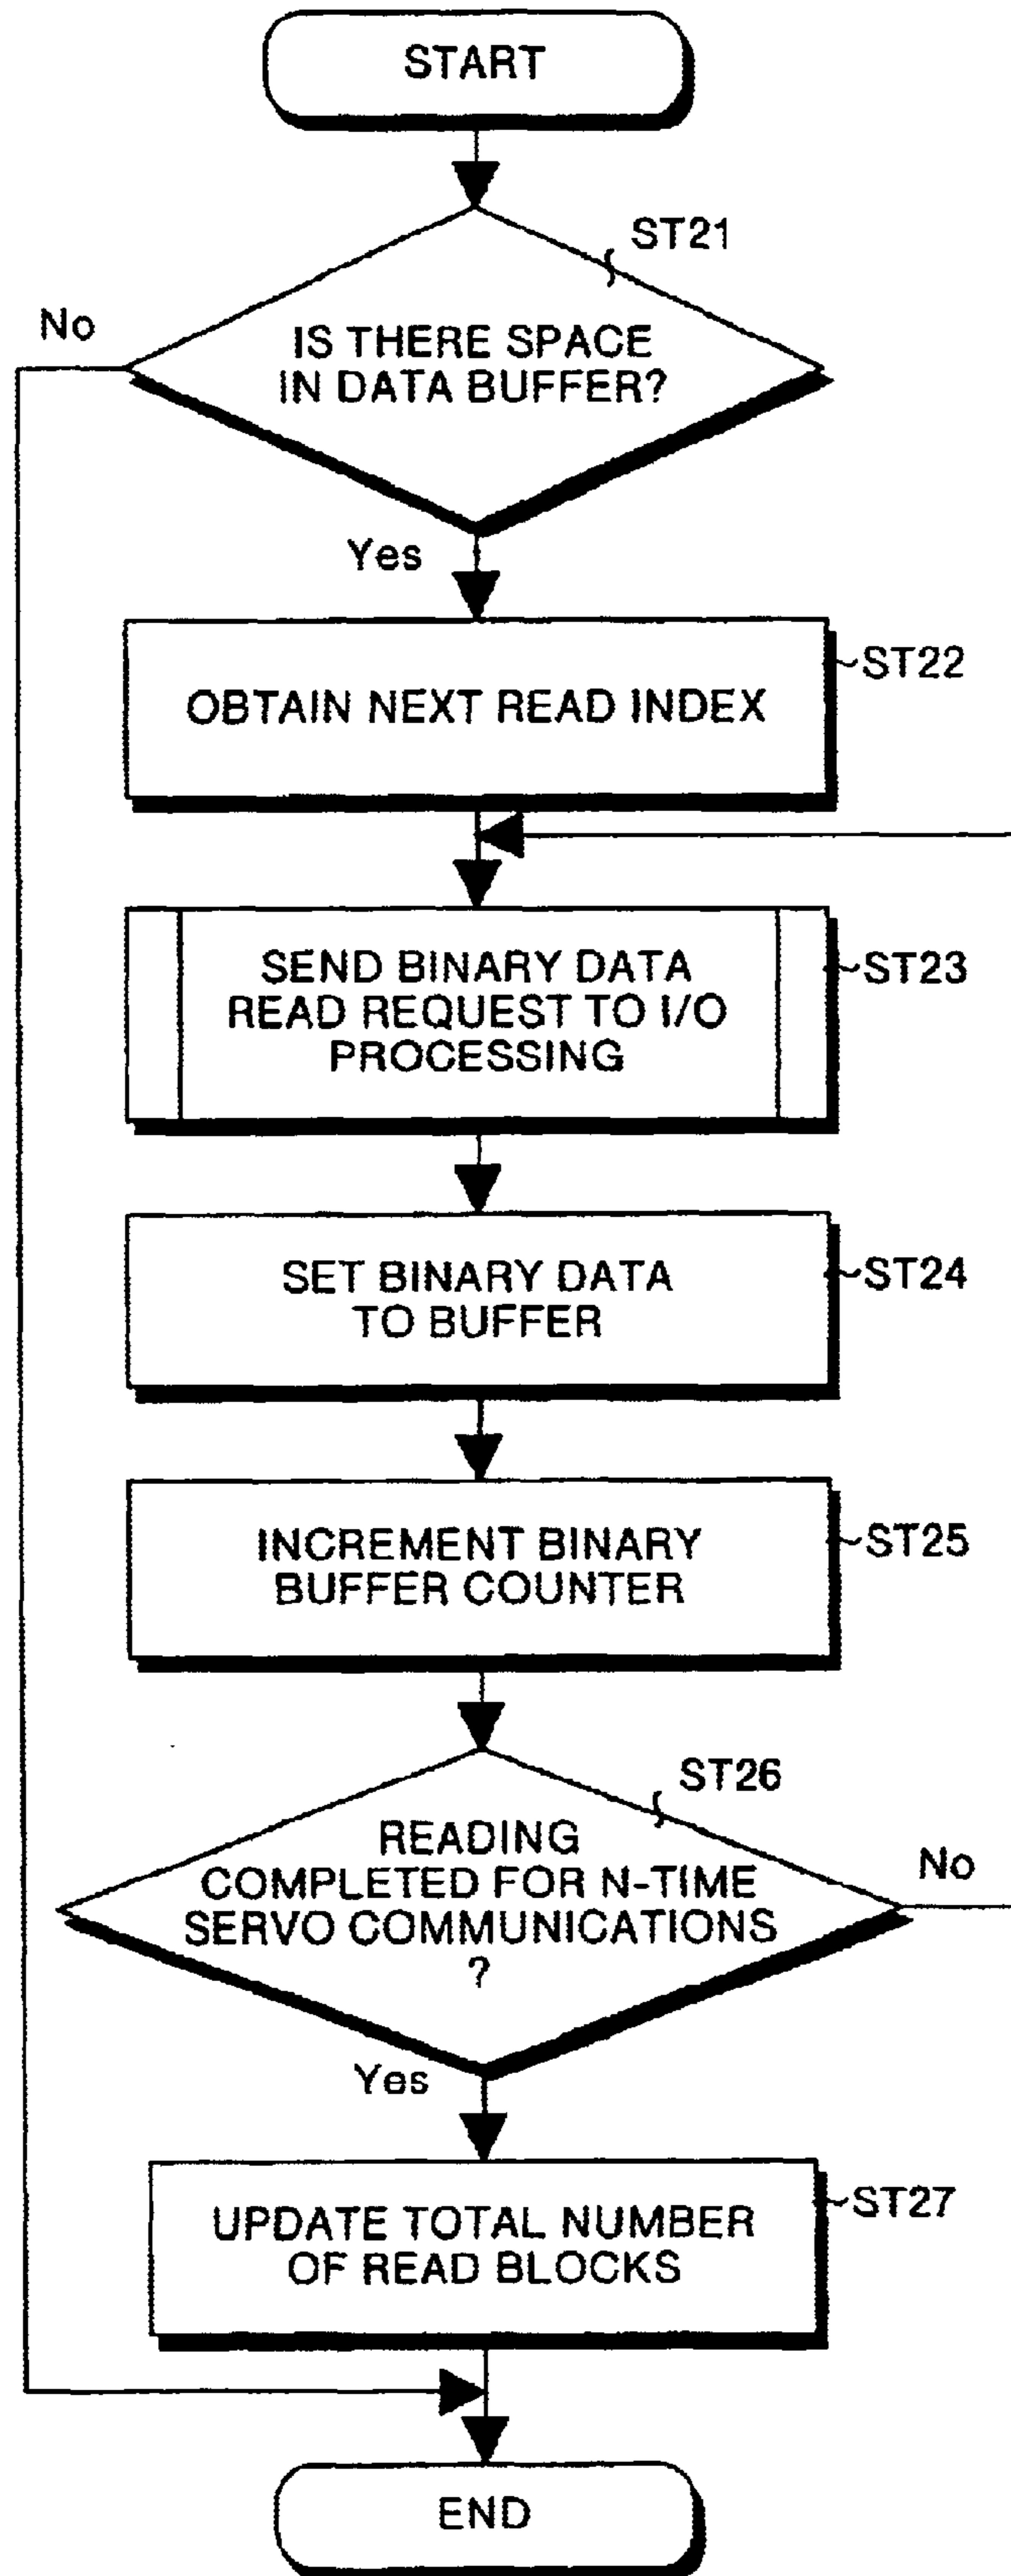 START
ST21
No
IS THERE SPACE
IN DATA BUFFER?
Yes
ST22
OBTAIN NEXT READ INDEX
SEND BINARY DATA
READ REQUEST TO I/O
PROCESSING
ST23
SET BINARY DATA
TO BUFFER
ST24
INCREMENT BINARY
BUFFER COUNTER
ST25
ST26
READING
COMPLETED FOR N-TIME
SERVO COMMUNICATIONS
?
No
Yes
UPDATE TOTAL NUMBER
OF READ BLOCKS
ST27
END